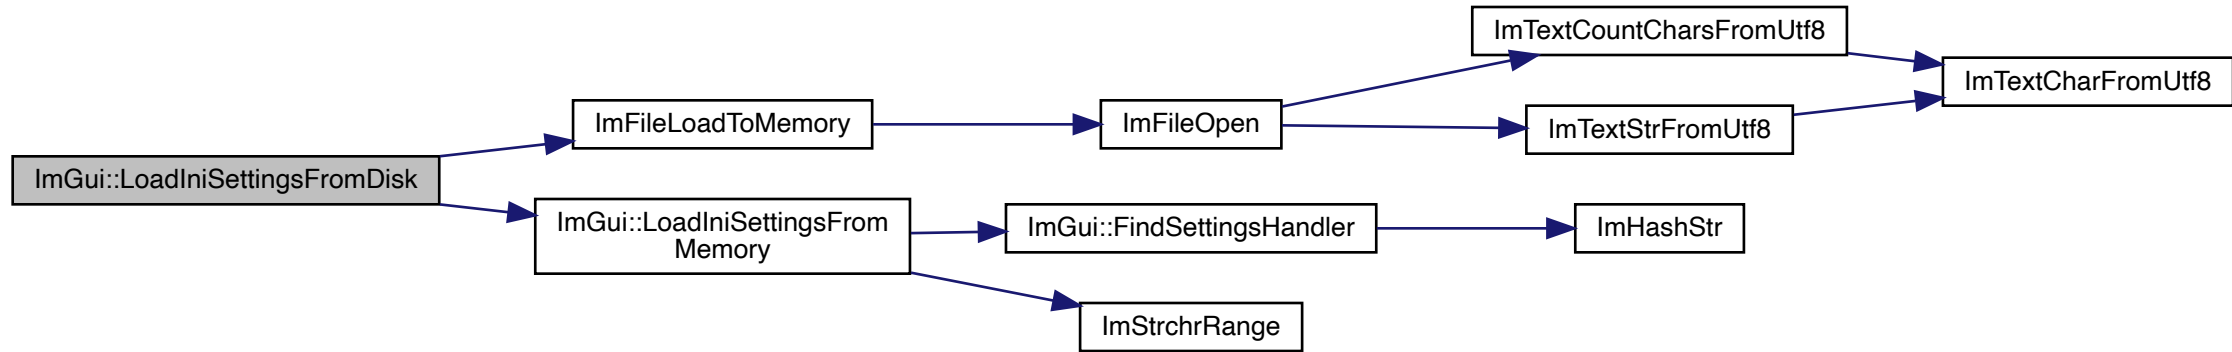 ImGui::LoadIniSettingsFromDisk
ImFileLoadToMemory
ImGui::LoadIniSettingsFrom
Memory
ImFileOpen
ImGui::FindSettingsHandler
ImStrchrRange
ImTextCountCharsFromUtf8
ImTextStrFromUtf8
ImHashStr
ImTextCharFromUtf8